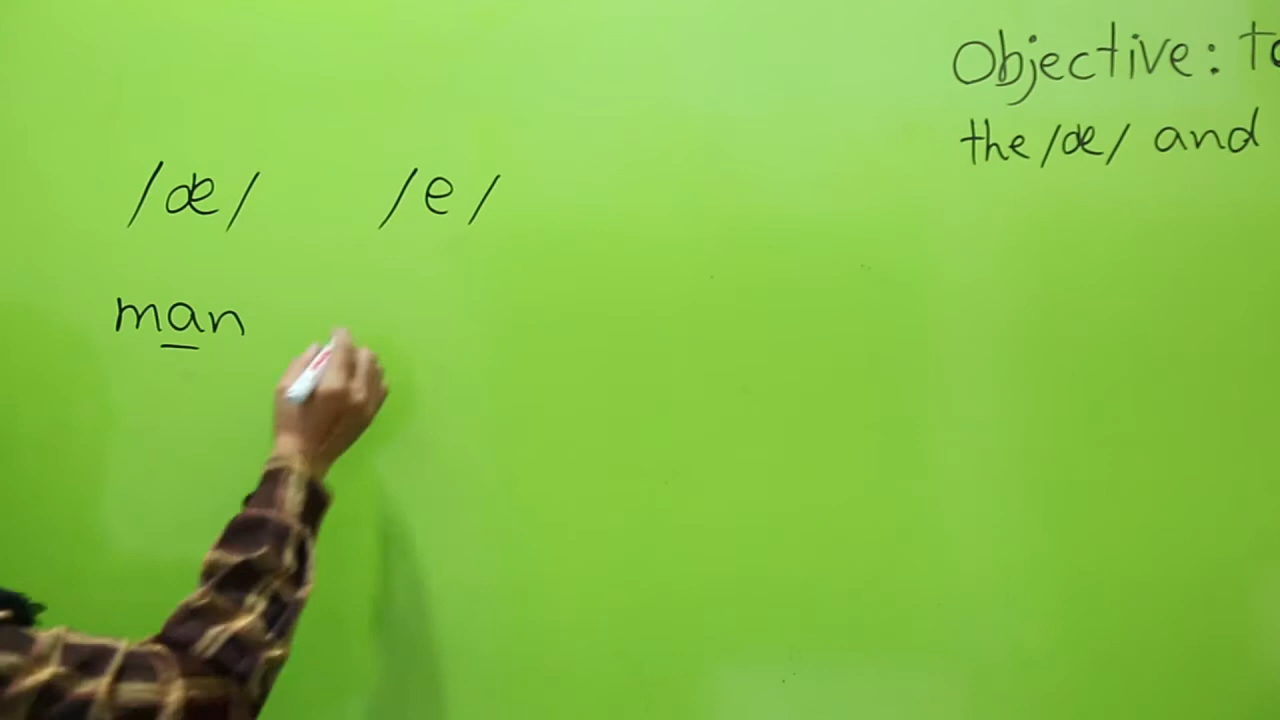 Objective:
the /æ/ and
/æ/ /e/
man